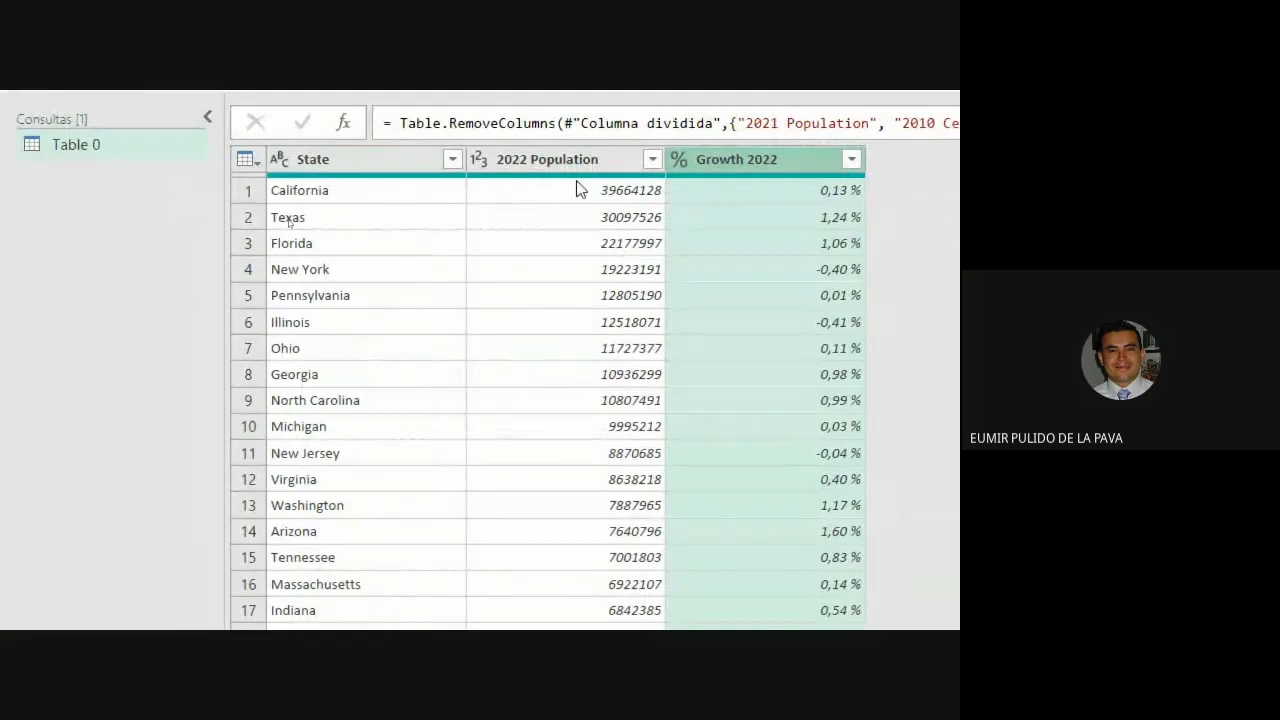 Consultas [1]
Table 0
fx = Table.RemoveColumns(#"Columna dividida",{"2021 Population", "2010 Ce
ABC State 123 2022 Population % Growth 2022
1 California 39664128 0,13 %
2 Texas 30097526 1,24 %
3 Florida 22177997 1,06 %
4 New York 19223191 -0,40 %
5 Pennsylvania 12805190 0,01 %
6 Illinois 12518071 -0,41 %
7 Ohio 11727377 0,11 %
8 Georgia 10936299 0,98 %
9 North Carolina 10807491 0,99 %
10 Michigan 9995212 0,03 %
11 New Jersey 8870685 -0,04 %
12 Virginia 8638218 0,40 %
13 Washington 7887965 1,17 %
14 Arizona 7640796 1,60 %
15 Tennessee 7001803 0,83 %
16 Massachusetts 6922107 0,14 %
17 Indiana 6842385 0,54 %
EUMIR PULIDO DE LA PAVA